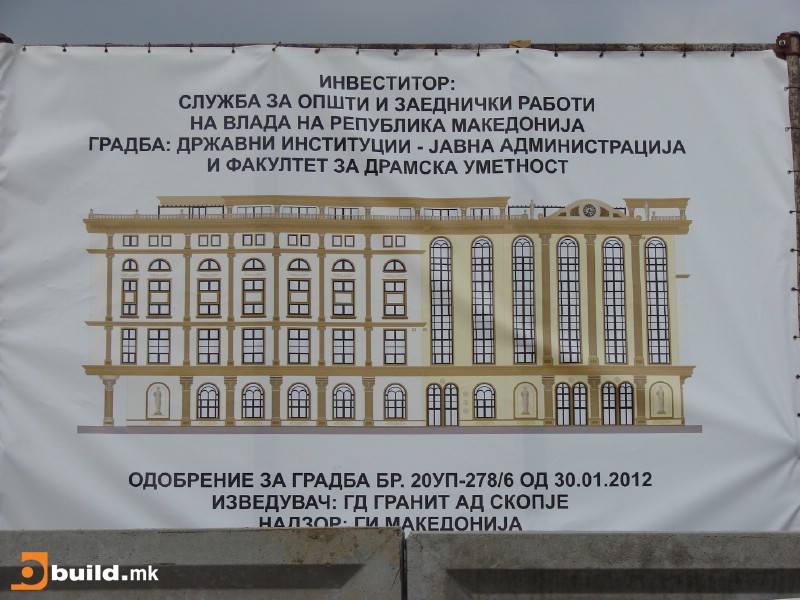 ИНВЕСТИТОР:
СЛУЖБА ЗА ОПШТИ И ЗАЕДНИЧКИ РАБОТИ
НА ВЛАДА НА РЕПУБЛИКА МАКЕДОНИЈА
ГРАДБА: ДРЖАВНИ ИНСТИТУЦИИ - ЈАВНА АДМИНИСТРАЦИЈА
И ФАКУЛТЕТ ЗА ДРАМСКА УМЕТНОСТ
ОДОБРЕНИЕ ЗА ГРАДБА БР. 20УП-278/6 ОД 30.01.2012
ИЗВЕДУВАЧ: ГД ГРАНИТ АД СКОПЈЕ
НАДЗОР: ГИ МАКЕДОНИЈА
build.mk